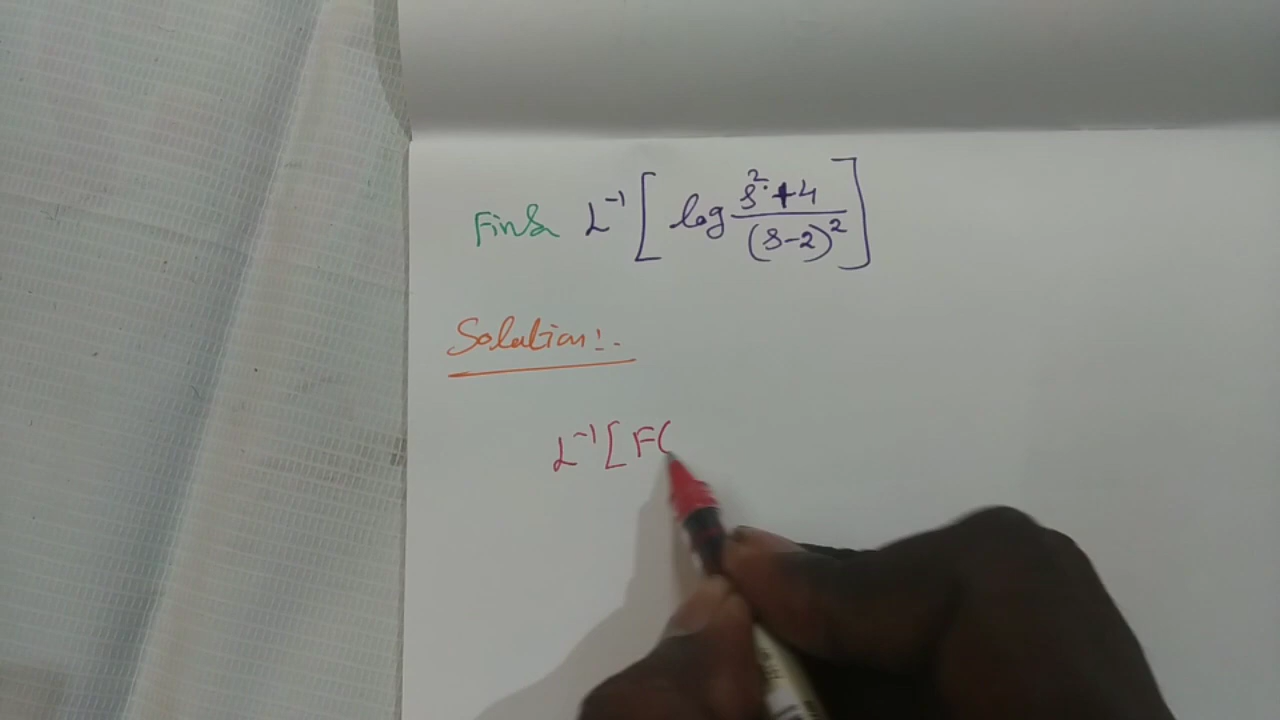 Find L⁻¹ [ log (s²+4)/(s-2)² ]
Solution:.
L⁻¹ [ F(